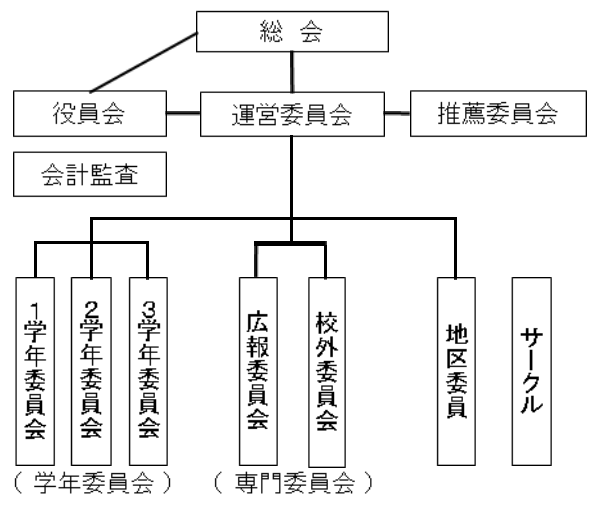 総　会
役員会
運営委員会
推薦委員会
会計監査
1学年委員会
2学年委員会
3学年委員会
広報委員会
校外委員会
地区委員
サークル
（学年委員会）
（専門委員会）